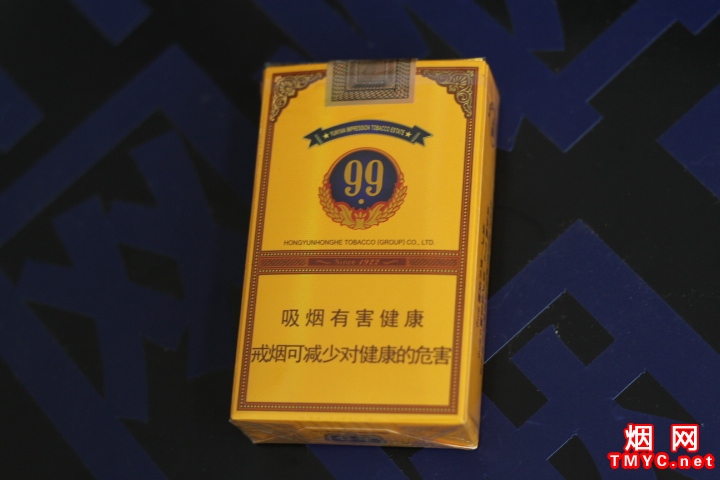 ★ YUNYAN IMPRESSION TOBACCO ESTATE ★
99
HONGYUNHONGHE TOBACCO (GROUP) CO., LTD.
1922
吸烟有害健康
戒烟可减少对健康的危害
烟 网
TMYC.net